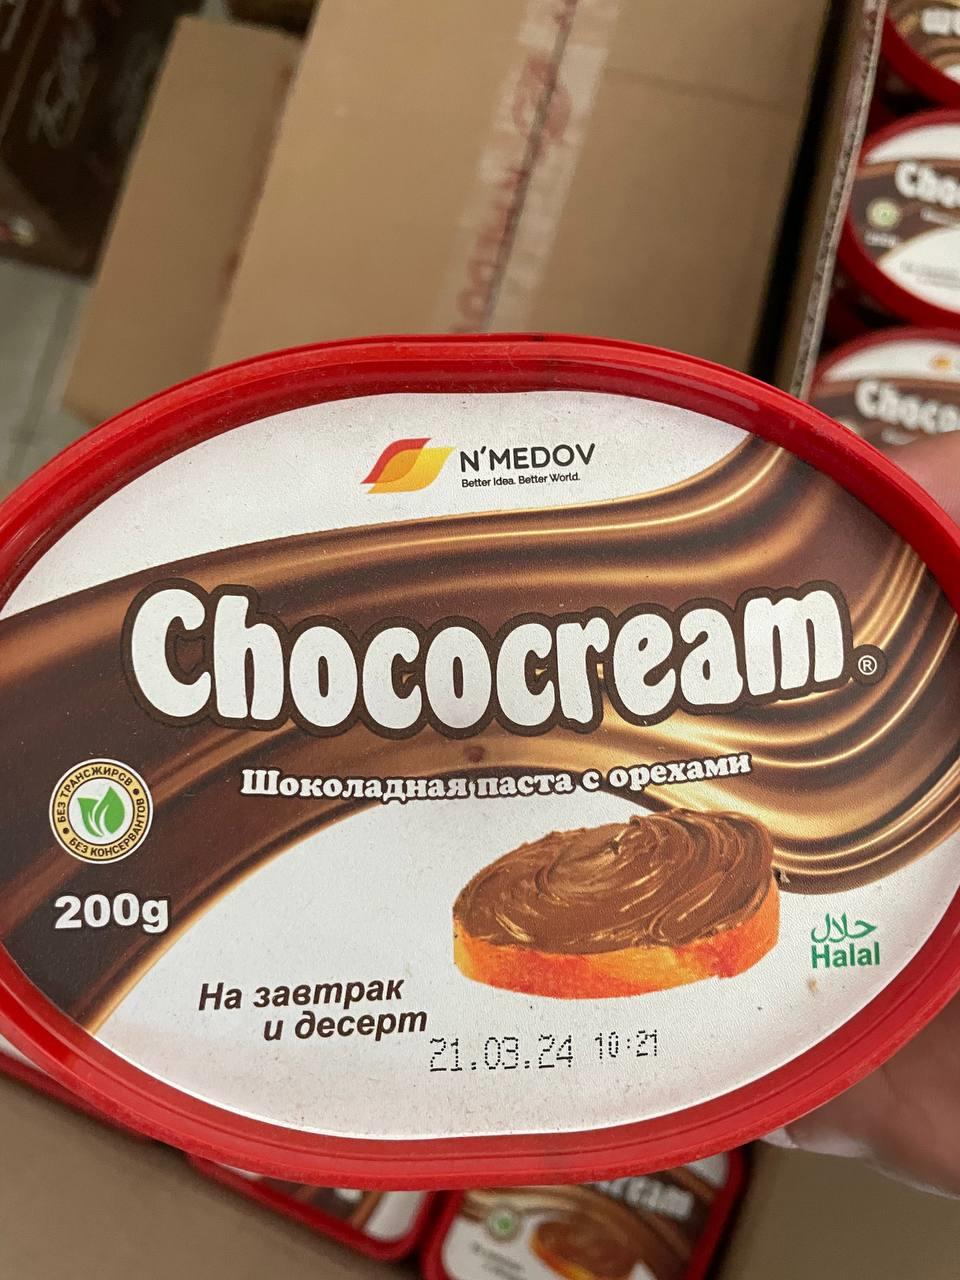 N'MEDOV
Better Idea. Better World.
Chococream®
Шоколадная паста с орехами
БЕЗ ТРАНСЖИРОВ
БЕЗ КОНСЕРВАНТОВ
200g
На завтрак
и десерт
حلال
Halal
21.03.24 10:21
Choco